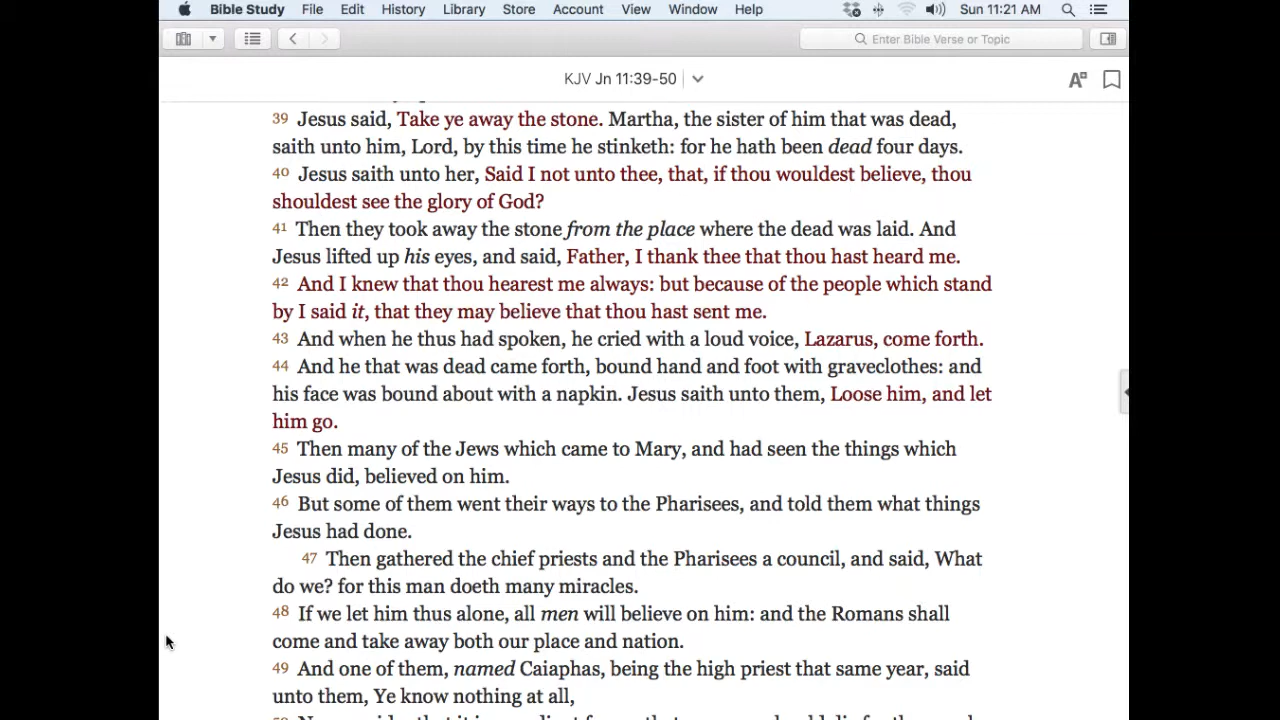 Bible Study File Edit History Library Store Account View Window Help Sun 11:21 AM
Enter Bible Verse or Topic
KJV Jn 11:39-50
39 Jesus said, Take ye away the stone. Martha, the sister of him that was dead,
saith unto him, Lord, by this time he stinketh: for he hath been dead four days.
40 Jesus saith unto her, Said I not unto thee, that, if thou wouldest believe, thou
shouldest see the glory of God?
41 Then they took away the stone from the place where the dead was laid. And
Jesus lifted up his eyes, and said, Father, I thank thee that thou hast heard me.
42 And I knew that thou hearest me always: but because of the people which stand
by I said it, that they may believe that thou hast sent me.
43 And when he thus had spoken, he cried with a loud voice, Lazarus, come forth.
44 And he that was dead came forth, bound hand and foot with graveclothes: and
his face was bound about with a napkin. Jesus saith unto them, Loose him, and let
him go.
45 Then many of the Jews which came to Mary, and had seen the things which
Jesus did, believed on him.
46 But some of them went their ways to the Pharisees, and told them what things
Jesus had done.
47 Then gathered the chief priests and the Pharisees a council, and said, What
do we? for this man doeth many miracles.
48 If we let him thus alone, all men will believe on him: and the Romans shall
come and take away both our place and nation.
49 And one of them, named Caiaphas, being the high priest that same year, said
unto them, Ye know nothing at all,